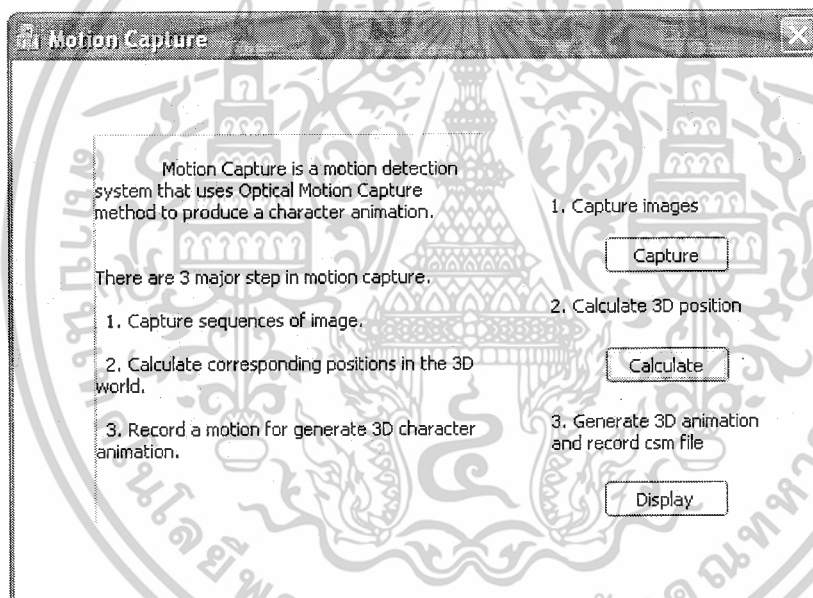 Motion Capture
Motion Capture is a motion detection
system that uses Optical Motion Capture
method to produce a character animation.
There are 3 major step in motion capture.
1. Capture sequences of image.
2. Calculate corresponding positions in the 3D
world.
3. Record a motion for generate 3D character
animation.
1. Capture images
Capture
2. Calculate 3D position
Calculate
3. Generate 3D animation
and record csm file
Display